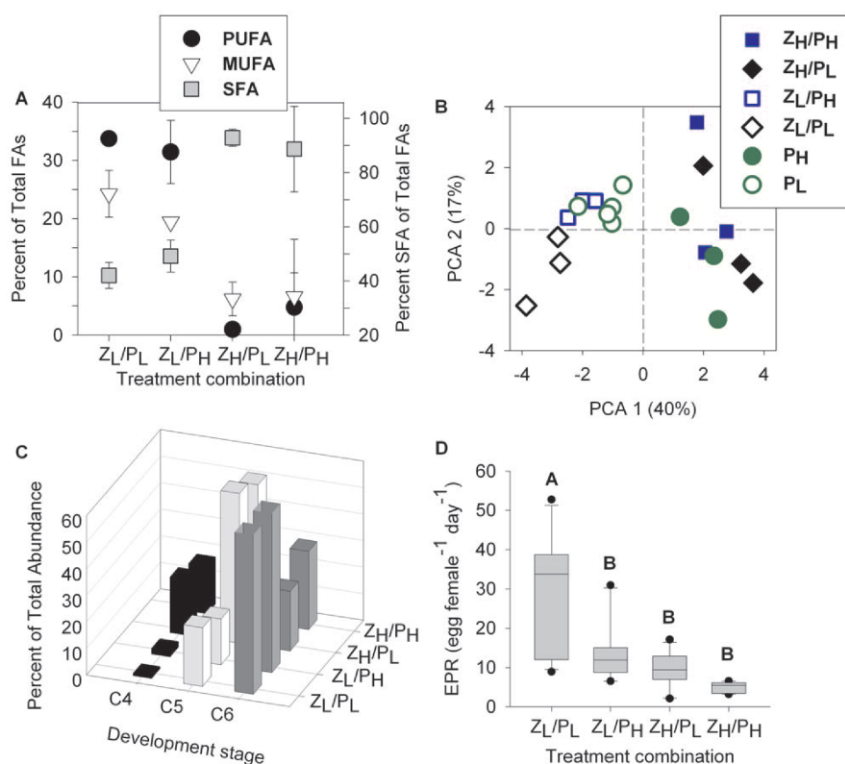 PUFA
MUFA
SFA
A
40
30
20
10
0
Percent of Total FAs
100
80
60
40
20
Percent SFA of Total FAs
ZL/PL
ZL/PH
ZH/PL
ZH/PH
Treatment combination
ZH/PH
ZH/PL
ZL/PH
ZL/PL
PH
PL
B
4
2
0
-2
-4
PCA 2 (17%)
-4
-2
0
2
4
PCA 1 (40%)
C
60
50
40
30
20
10
0
Percent of Total Abundance
C4
C5
C6
Development stage
ZH/PH
ZH/PL
ZL/PH
ZL/PL
D
60
50
40
30
20
10
0
EPR (egg female-1 day-1)
A
B
B
B
ZL/PL
ZL/PH
ZH/PL
ZH/PH
Treatment combination